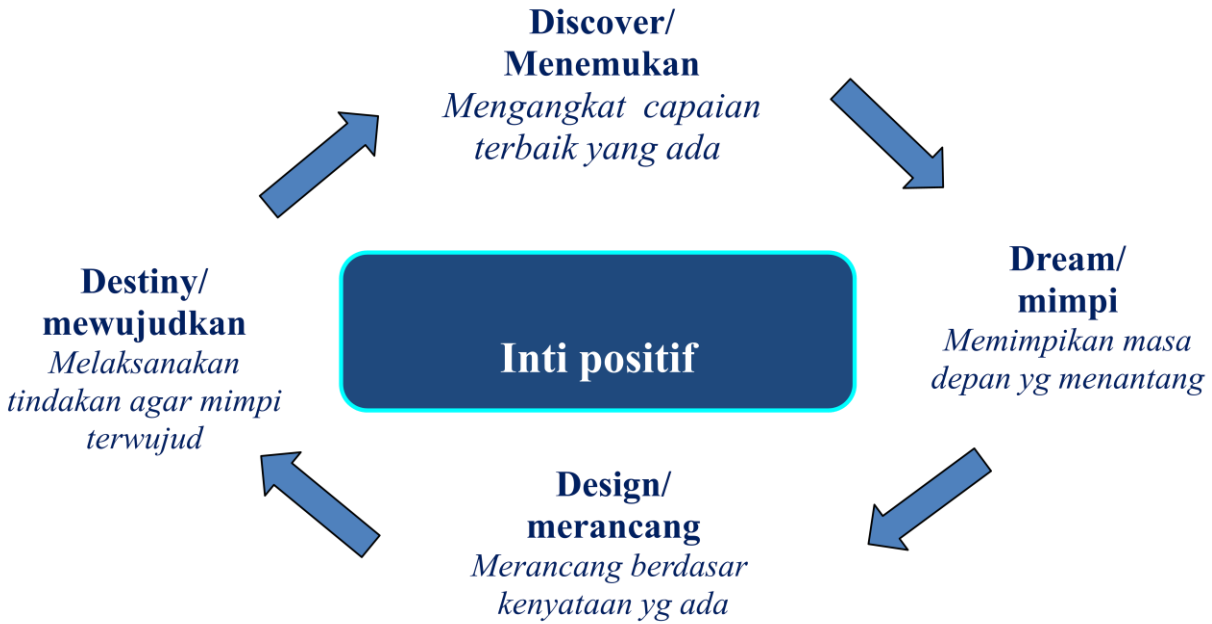 Discover/
Menemukan
Mengangkat capaian
terbaik yang ada
Dream/
mimpi
Memimpikan masa
depan yg menantang
Design/
merancang
Merancang berdasar
kenyataan yg ada
Destiny/
mewujudkan
Melaksanakan
tindakan agar mimpi
terwujud
Inti positif